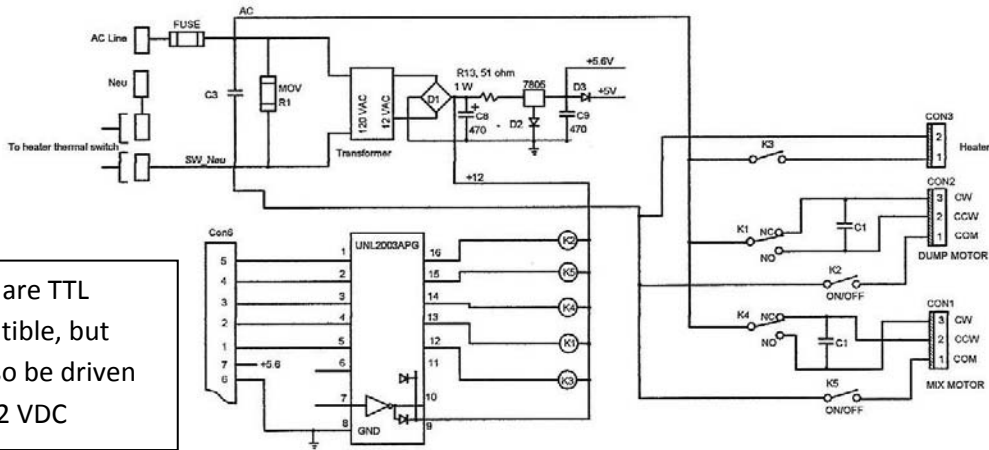 AC
FUSE
AC Line
Neu
C3
MOV
R1
To heater thermal switch
SW_Neu
120 VAC
12 VAC
Transformer
D1
R13, 51 ohm
1 W
+
C8
470
7805
D2
D3
+5.6V
+5V
C9
470
+12
CON3
2
1
Heater
K3
CON2
3 CW
2 CCW
1 COM
DUMP MOTOR
K1 NC
NO
C1
K2
ON/OFF
CON1
3 CW
2 CCW
1 COM
MIX MOTOR
K4 NC
NO
C1
K5
ON/OFF
Con6
5
4
3
2
1
7 +5.6
6
UNL2003APG
1 16 K2
2 15 K5
3 14 K4
4 13 K1
5 12 K3
6 11
7 10
8 GND 9
are TTL
tible, but
so be driven
2 VDC